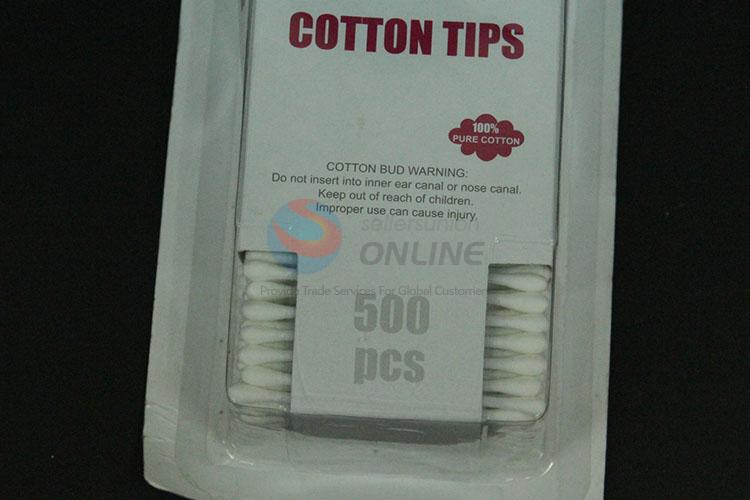 COTTON TIPS
100%
PURE COTTON
COTTON BUD WARNING:
Do not insert into inner ear canal or nose canal.
Keep out of reach of children.
Improper use can cause injury.
sellersunion
ONLINE
Provide Trade Services For Global Customers
500
pcs